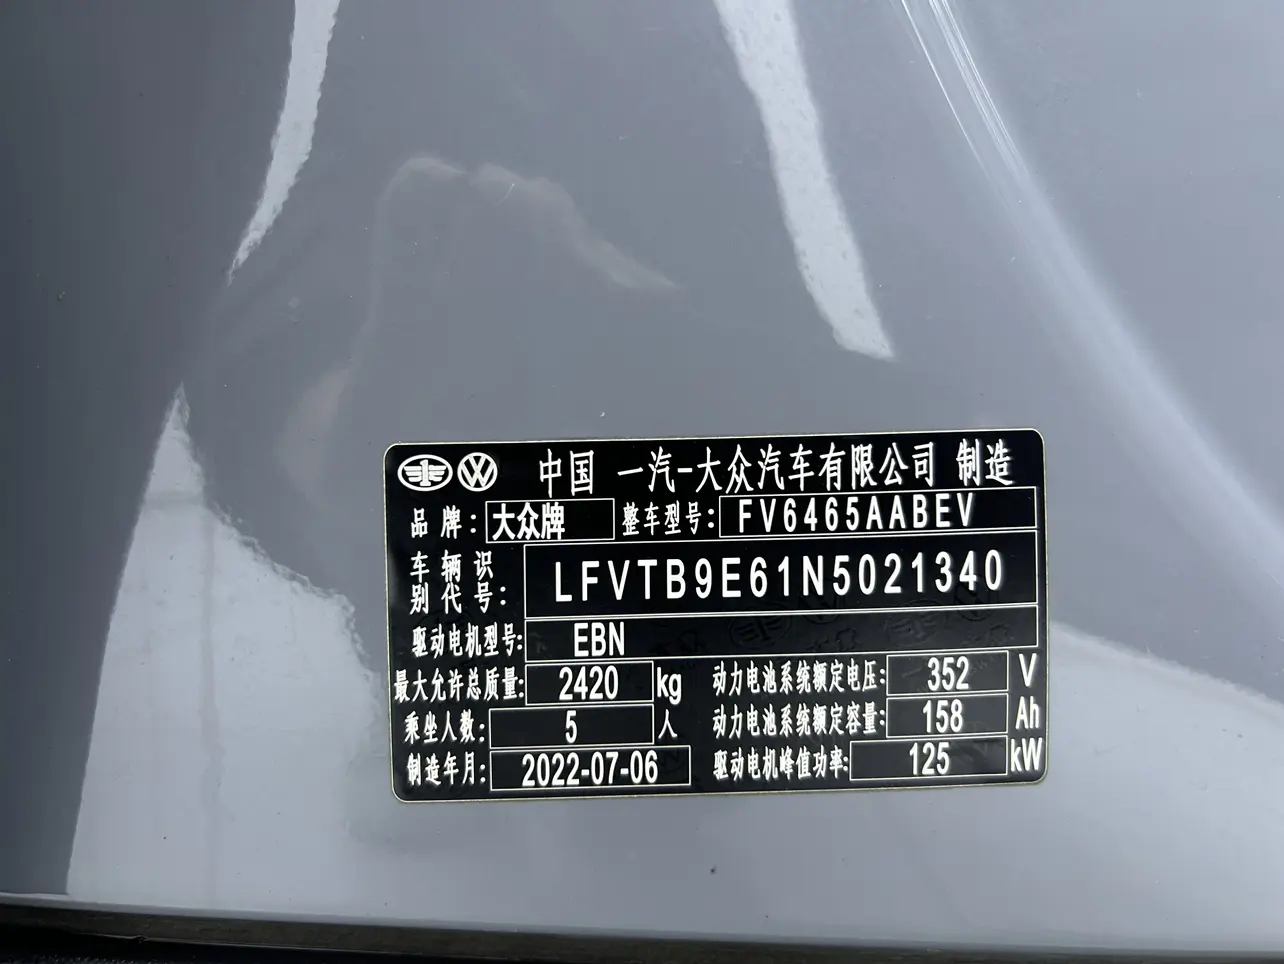 中国 一汽-大众汽车有限公司 制造
品牌: 大众牌 整车型号: FV6465AABEV
车辆识别代号: LFVTB9E61N5021340
驱动电机型号: EBN
最大允许总质量: 2420 kg 动力电池系统额定电压: 352 V
乘坐人数: 5 人 动力电池系统额定容量: 158 Ah
制造年月: 2022-07-06 驱动电机峰值功率: 125 kW